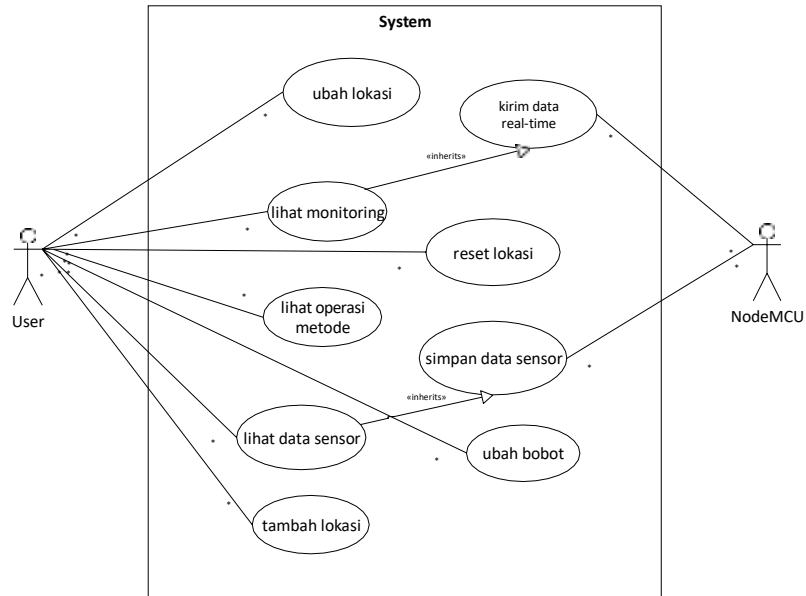 System
ubah lokasi
kirim data
real-time
«inherits»
lihat monitoring
reset lokasi
User
NodeMCU
lihat operasi
metode
simpan data sensor
«inherits»
lihat data sensor
ubah bobot
tambah lokasi